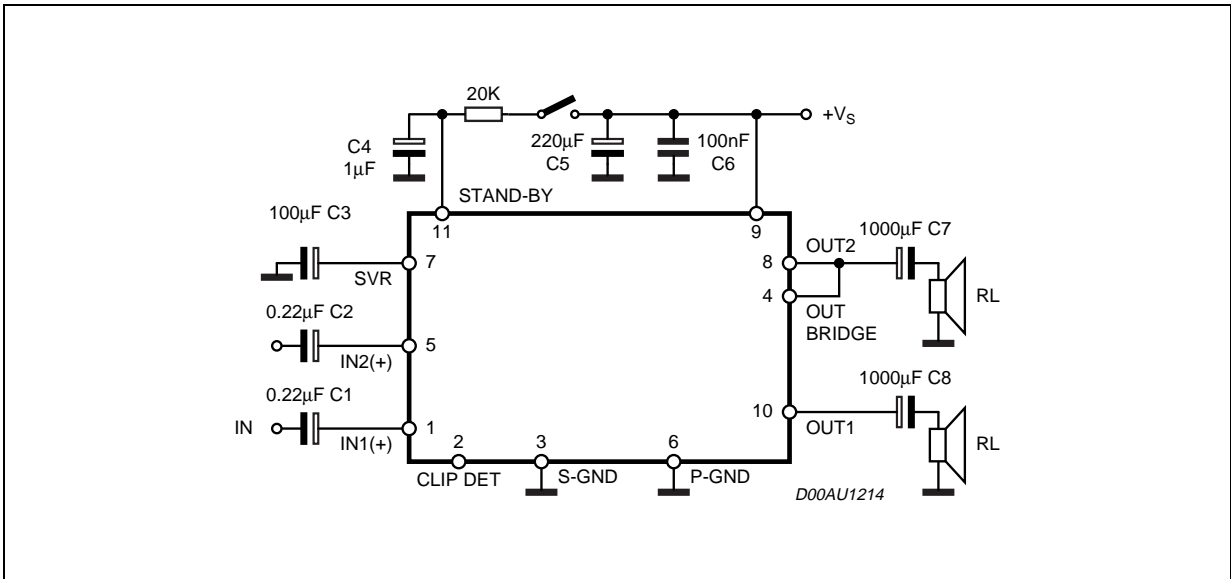 20K
+VS
C4
1μF
220μF
C5
100nF
C6
STAND-BY
100μF C3
11
9
1000μF C7
OUT2
7
8
SVR
4
RL
OUT
BRIDGE
0.22μF C2
5
IN2(+)
0.22μF C1
1000μF C8
10
OUT1
IN
1
IN1(+)
2
3
6
RL
CLIP DET
S-GND
P-GND
D00AU1214